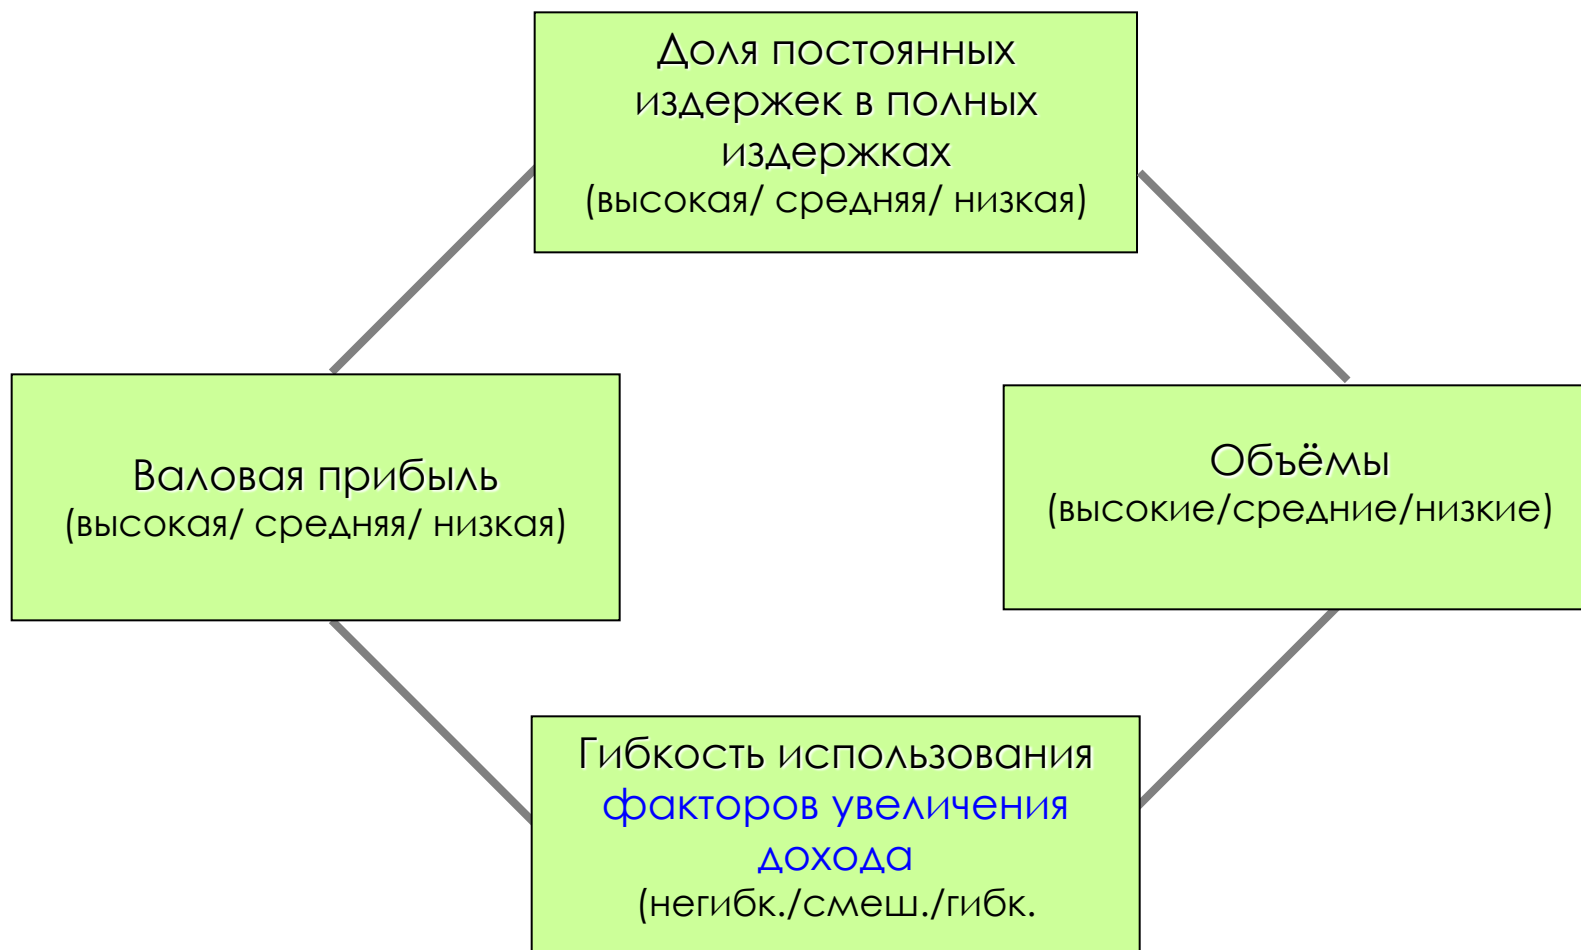 Доля постоянных
издержек в полных
издержках
(высокая/ средняя/ низкая)
Валовая прибыль
(высокая/ средняя/ низкая)
Объёмы
(высокие/средние/низкие)
Гибкость использования
факторов увеличения
дохода
(негибк./смеш./гибк.